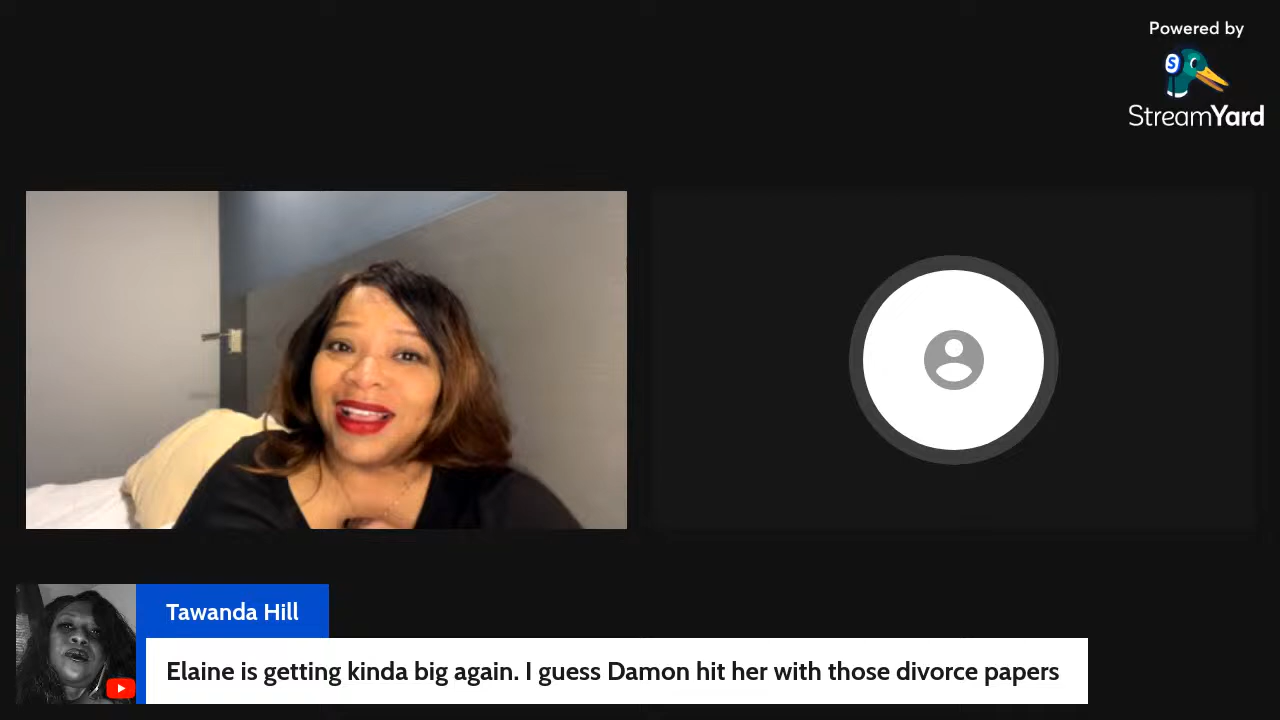 Powered by
S
StreamYard
Tawanda Hill
Elaine is getting kinda big again. I guess Damon hit her with those divorce papers